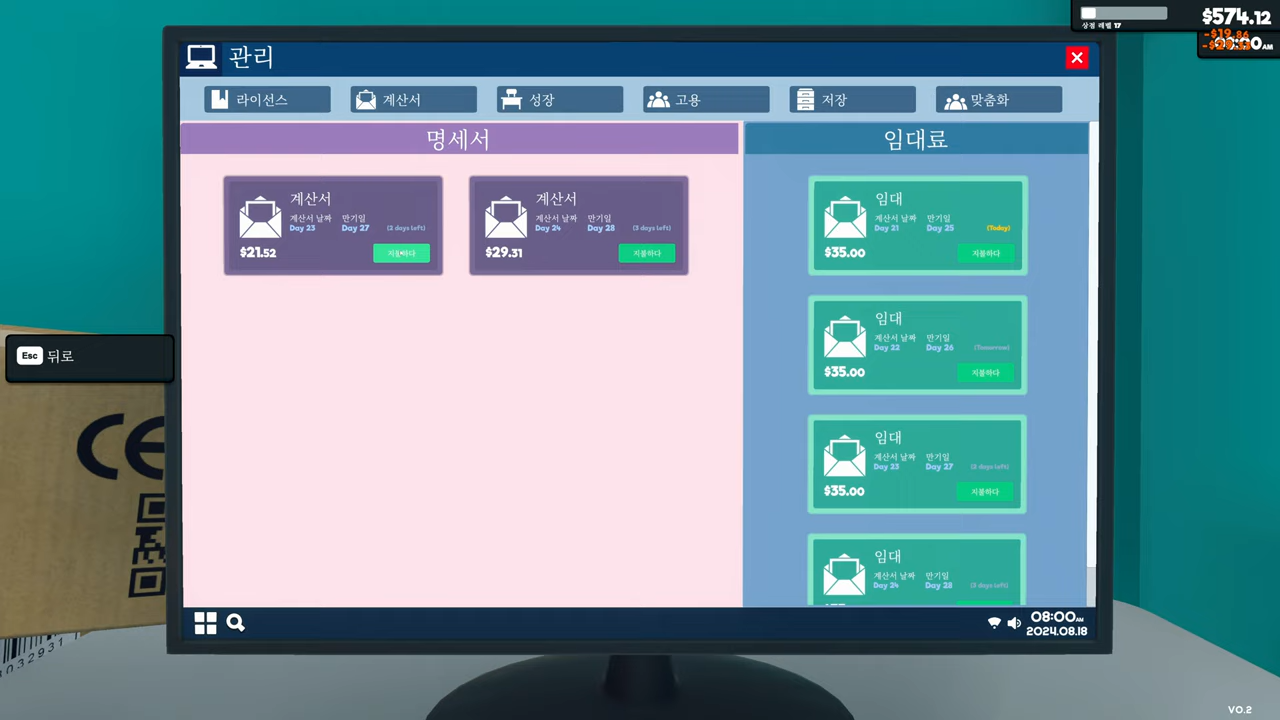 $574.12
상점 레벨 17
-$19.86
관리
라이선스
계산서
성장
고용
저장
맞춤화
명세서
임대료
계산서
계산서 날짜 만기일
Day 23 Day 27 (2 days left)
$21.52 지불하다
계산서
계산서 날짜 만기일
Day 24 Day 28 (3 days left)
$29.31 지불하다
임대
계산서 날짜 만기일
Day 21 Day 25 (Today)
$35.00 지불하다
임대
계산서 날짜 만기일
Day 22 Day 26 (Tomorrow)
$35.00 지불하다
임대
계산서 날짜 만기일
Day 23 Day 27 (2 days left)
$35.00 지불하다
임대
계산서 날짜 만기일
Day 24 Day 28 (3 days left)
Esc 뒤로
CE
1032931
08:00AM
2024.08.18
V0.2